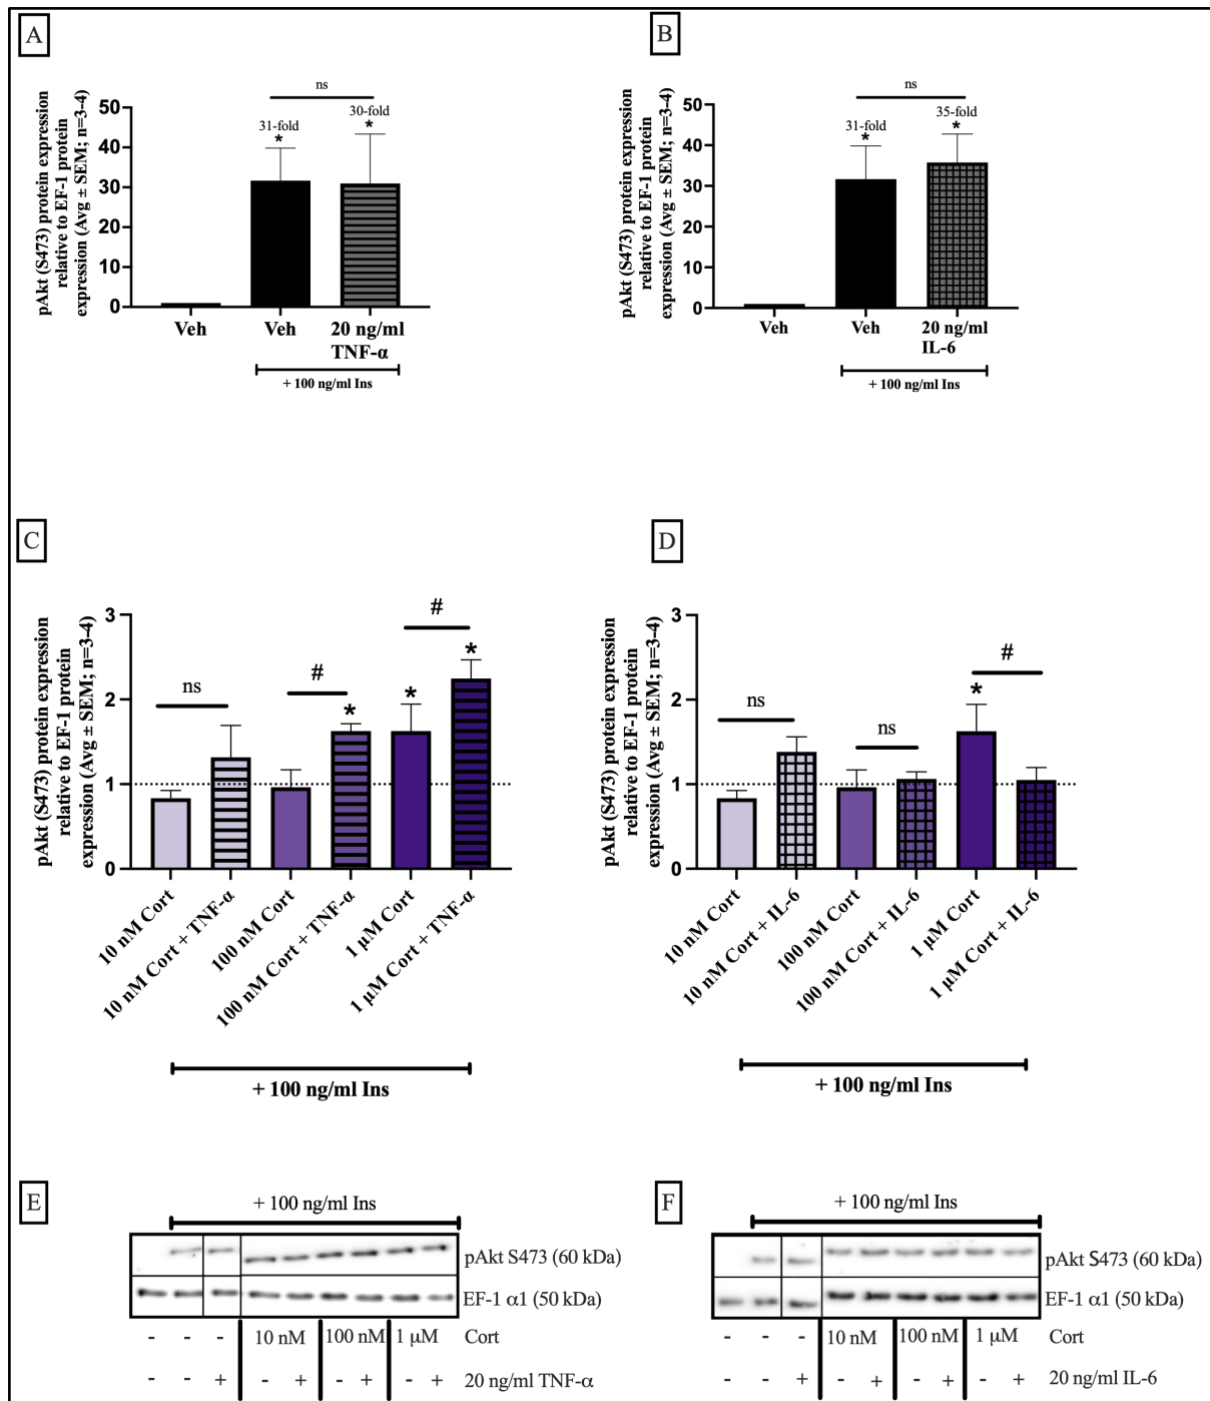 A
pAkt (S473) protein expression
relative to EF-1 protein
expression (Avg ± SEM; n=3-4)
50
40
30
20
10
0
ns
31-fold
*
30-fold
*
Veh
Veh
20 ng/ml
TNF-α
+ 100 ng/ml Ins
B
pAkt (S473) protein expression
relative to EF-1 protein
expression (Avg ± SEM; n=3-4)
50
40
30
20
10
0
ns
31-fold
*
35-fold
*
Veh
Veh
20 ng/ml
IL-6
+ 100 ng/ml Ins
C
pAkt (S473) protein expression
relative to EF-1 protein
expression (Avg ± SEM; n=3-4)
3
2
1
0
ns
#
*
#
*
*
10 nM Cort
10 nM Cort + TNF-α
100 nM Cort
100 nM Cort + TNF-α
1 μM Cort
1 μM Cort + TNF-α
+ 100 ng/ml Ins
D
pAkt (S473) protein expression
relative to EF-1 protein
expression (Avg ± SEM; n=3-4)
3
2
1
0
ns
ns
#
*
10 nM Cort
10 nM Cort + IL-6
100 nM Cort
100 nM Cort + IL-6
1 μM Cort
1 μM Cort + IL-6
+ 100 ng/ml Ins
E
+ 100 ng/ml Ins
pAkt S473 (60 kDa)
EF-1 α1 (50 kDa)
- - - 10 nM 100 nM 1 μM Cort
- - + - + - + - + 20 ng/ml TNF-α
F
+ 100 ng/ml Ins
pAkt S473 (60 kDa)
EF-1 α1 (50 kDa)
- - - 10 nM 100 nM 1 μM Cort
- - + - + - + - + 20 ng/ml IL-6